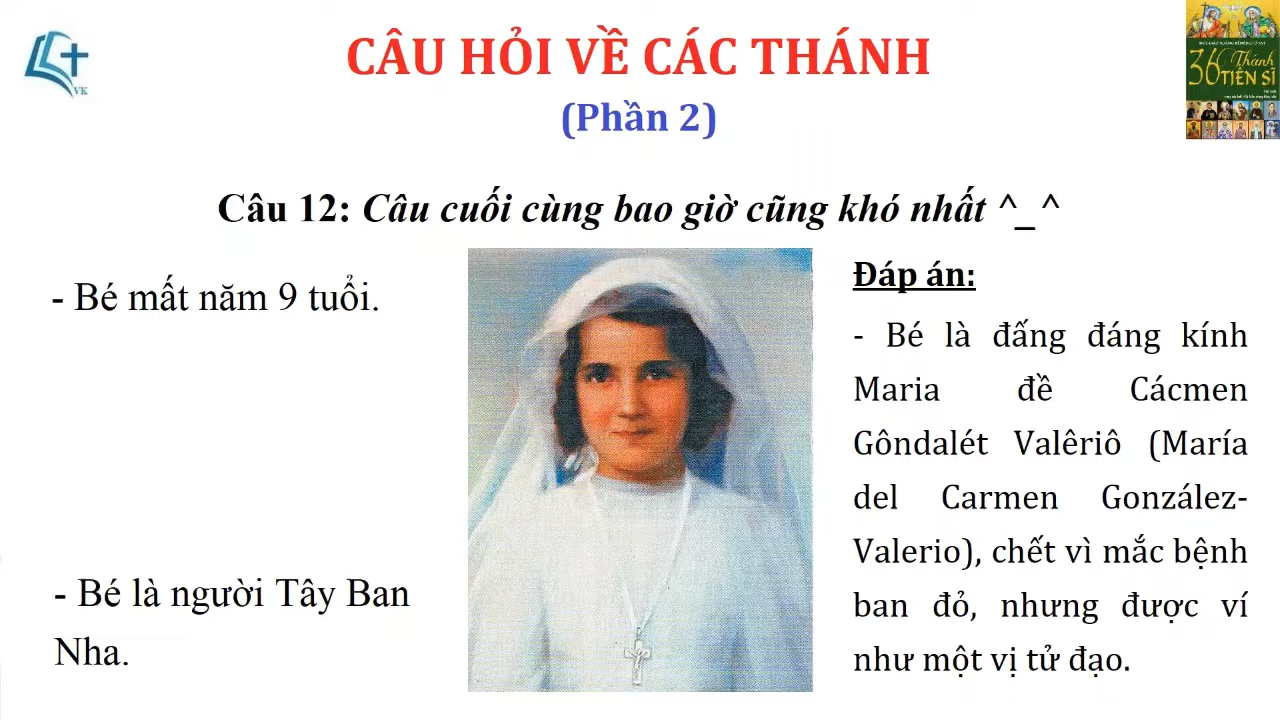 CÂU HỎI VỀ CÁC THÁNH
(Phần 2)
VK
36 Thánh
TIẾN SĨ
Câu 12: Câu cuối cùng bao giờ cũng khó nhất ^_^
- Bé mất năm 9 tuổi.
- Bé là người Tây Ban
Nha.
Đáp án:
- Bé là đấng đáng kính
Maria đề Cácmen
Gôndalét Valêriô (María
del Carmen González-
Valerio), chết vì mắc bệnh
ban đỏ, nhưng được ví
như một vị tử đạo.